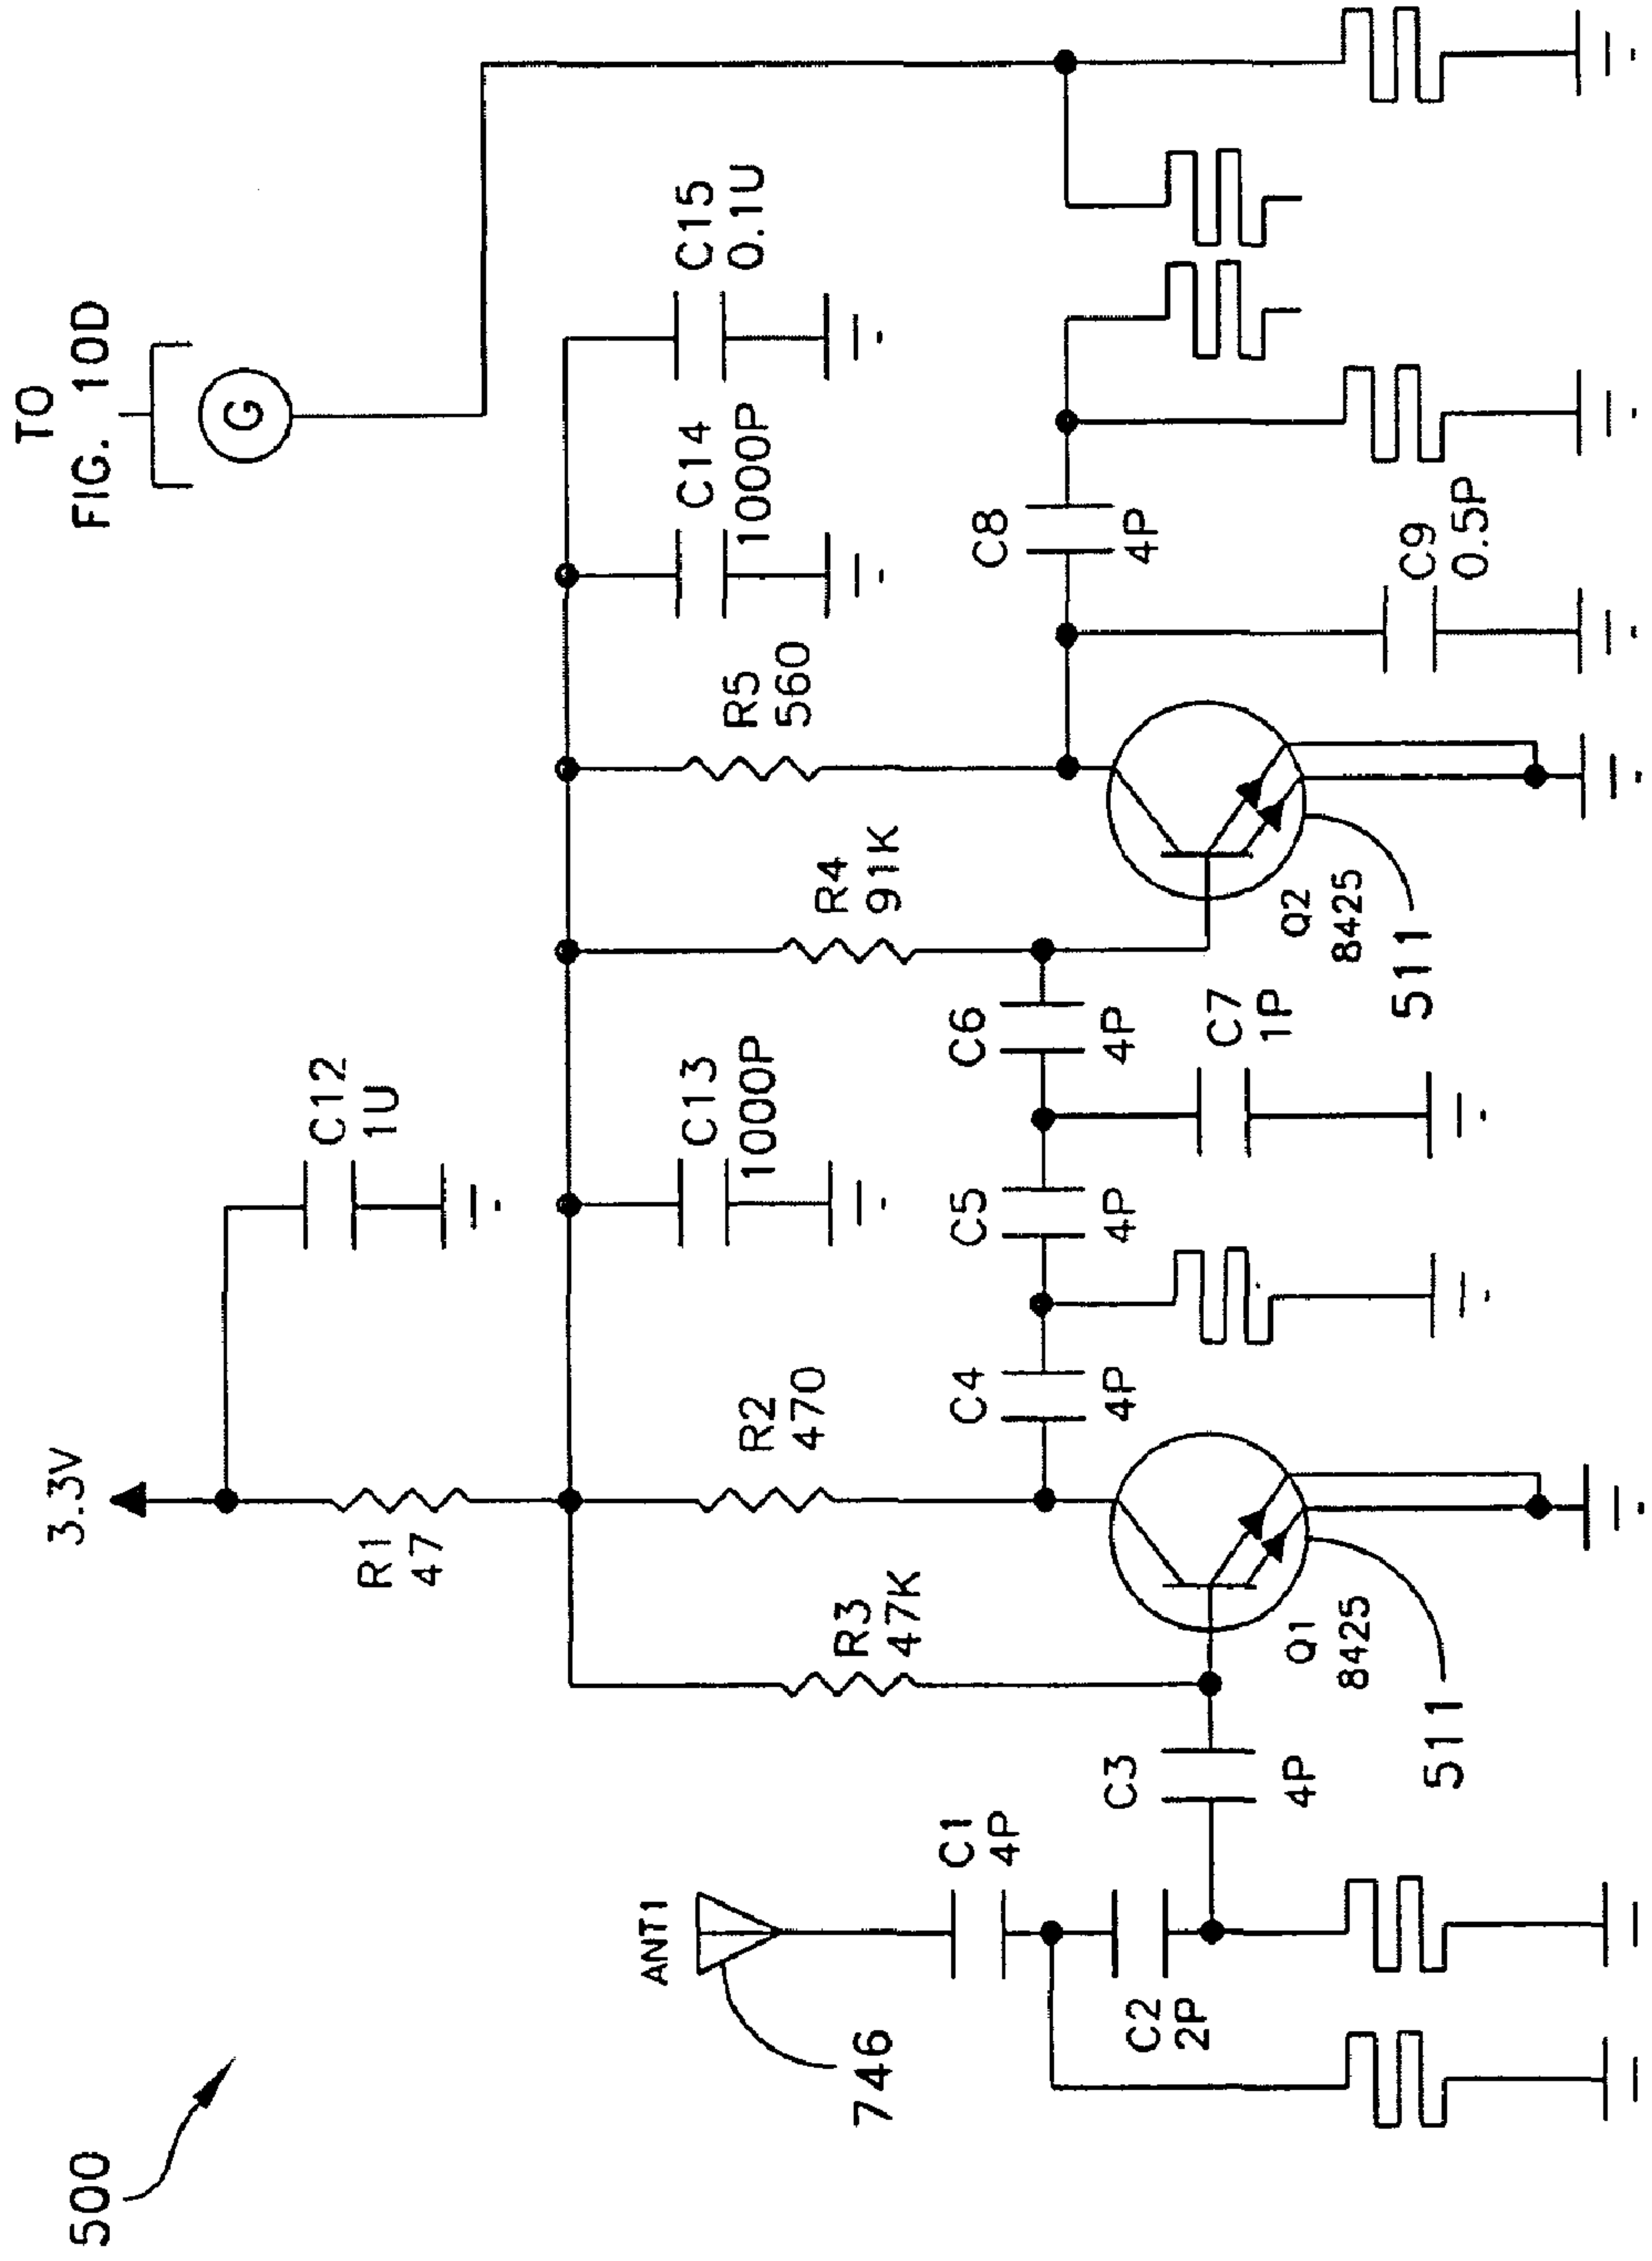 500
TO
FIG. 10D
G
3.3V
C12
1U
R1
47
C13
1000P
C14
1000P
C15
0.1U
R2
470
R3
47K
R4
91K
R5
560
ANT1
746
C1
4P
C2
2P
C3
4P
C4
4P
C5
4P
C6
4P
C7
1P
C8
4P
C9
0.5P
Q1
8425
511
Q2
8425
511